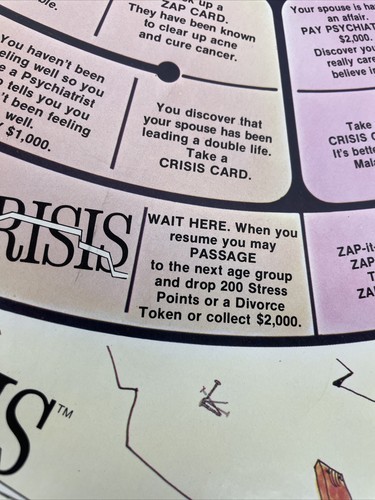 k up a
ZAP CARD.
They have been known
to clear up acne
and cure cancer.
Your spouse is ha
an affair.
PAY PSYCHIAT
$2,000.
Discover yo
really care
believe i
You haven't been
eeling well so you
e a Psychiatrist
o tells you you
't been feeling
well.
$1,000.
You discover that
your spouse has been
leading a double life.
Take a
CRISIS CARD.
Take
CRISIS C
It's bette
Mala
RISIS
WAIT HERE. When you
resume you may
PASSAGE
to the next age group
and drop 200 Stress
Points or a Divorce
Token or collect $2,000.
ZAP-it-
ZAP
T
ZA
IS™